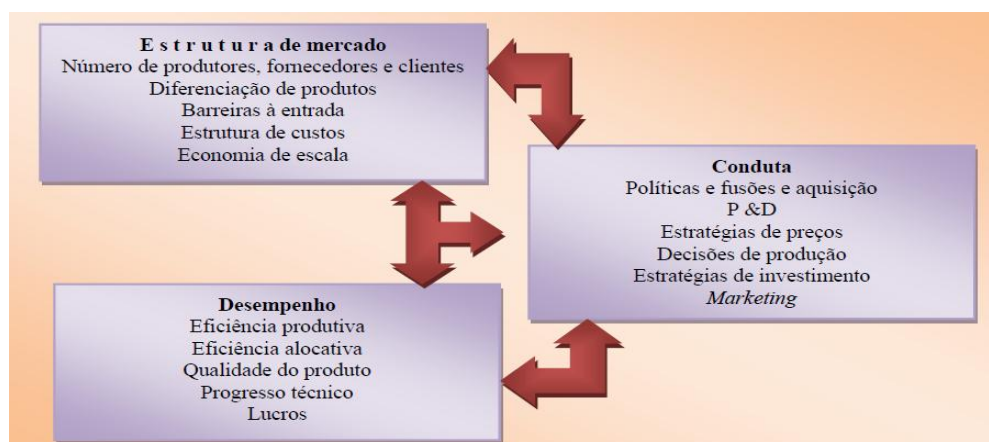 E s t r u t u r a de mercado
Número de produtores, fornecedores e clientes
Diferenciação de produtos
Barreiras à entrada
Estrutura de custos
Economia de escala
Conduta
Políticas e fusões e aquisição
P &D
Estratégias de preços
Decisões de produção
Estratégias de investimento
Marketing
Desempenho
Eficiência produtiva
Eficiência alocativa
Qualidade do produto
Progresso técnico
Lucros